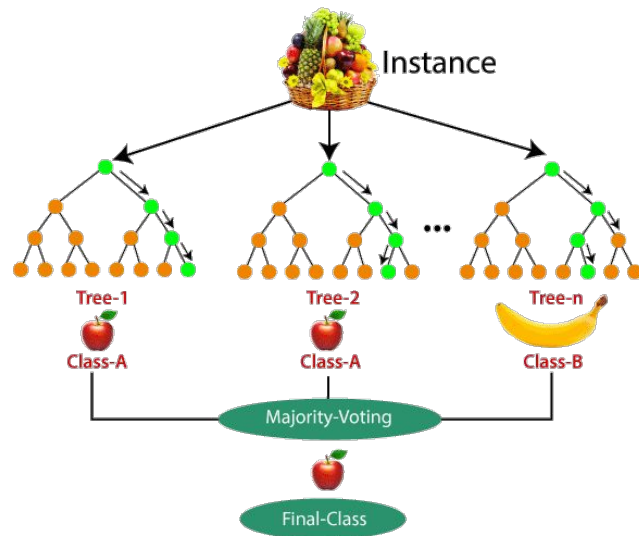 Instance
...
Tree-1
Tree-2
Tree-n
Class-A
Class-A
Class-B
Majority-Voting
Final-Class